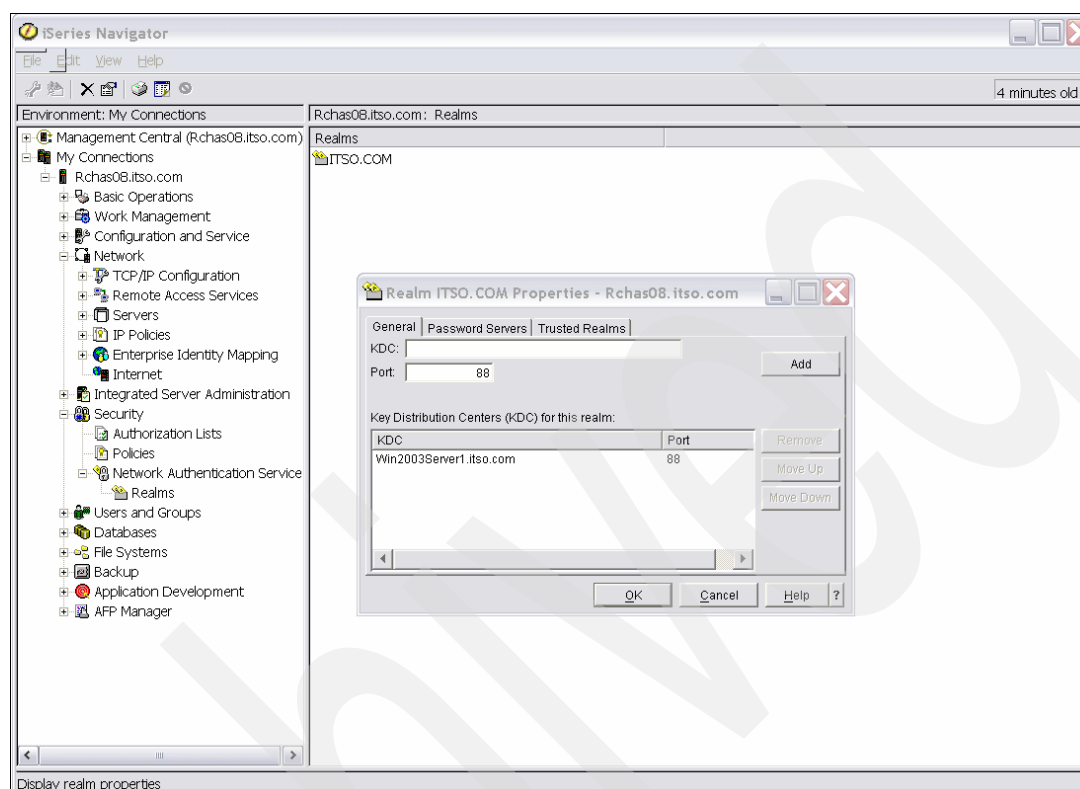 iSeries Navigator
File Edit View Help
4 minutes old
Environment: My Connections
Rchas08.itso.com: Realms
Management Central (Rchas08.itso.com)
My Connections
Rchas08.itso.com
Basic Operations
Work Management
Configuration and Service
Network
TCP/IP Configuration
Remote Access Services
Servers
IP Policies
Enterprise Identity Mapping
Internet
Integrated Server Administration
Security
Authorization Lists
Policies
Network Authentication Service
Realms
Users and Groups
Databases
File Systems
Backup
Application Development
AFP Manager
Realms
ITSO.COM
Realm ITSO.COM Properties - Rchas08.itso.com
General Password Servers Trusted Realms
KDC:
Port: 88
Add
Key Distribution Centers (KDC) for this realm:
KDC Port
Win2003Server1.itso.com 88
Remove
Move Up
Move Down
OK Cancel Help ?
Display realm properties